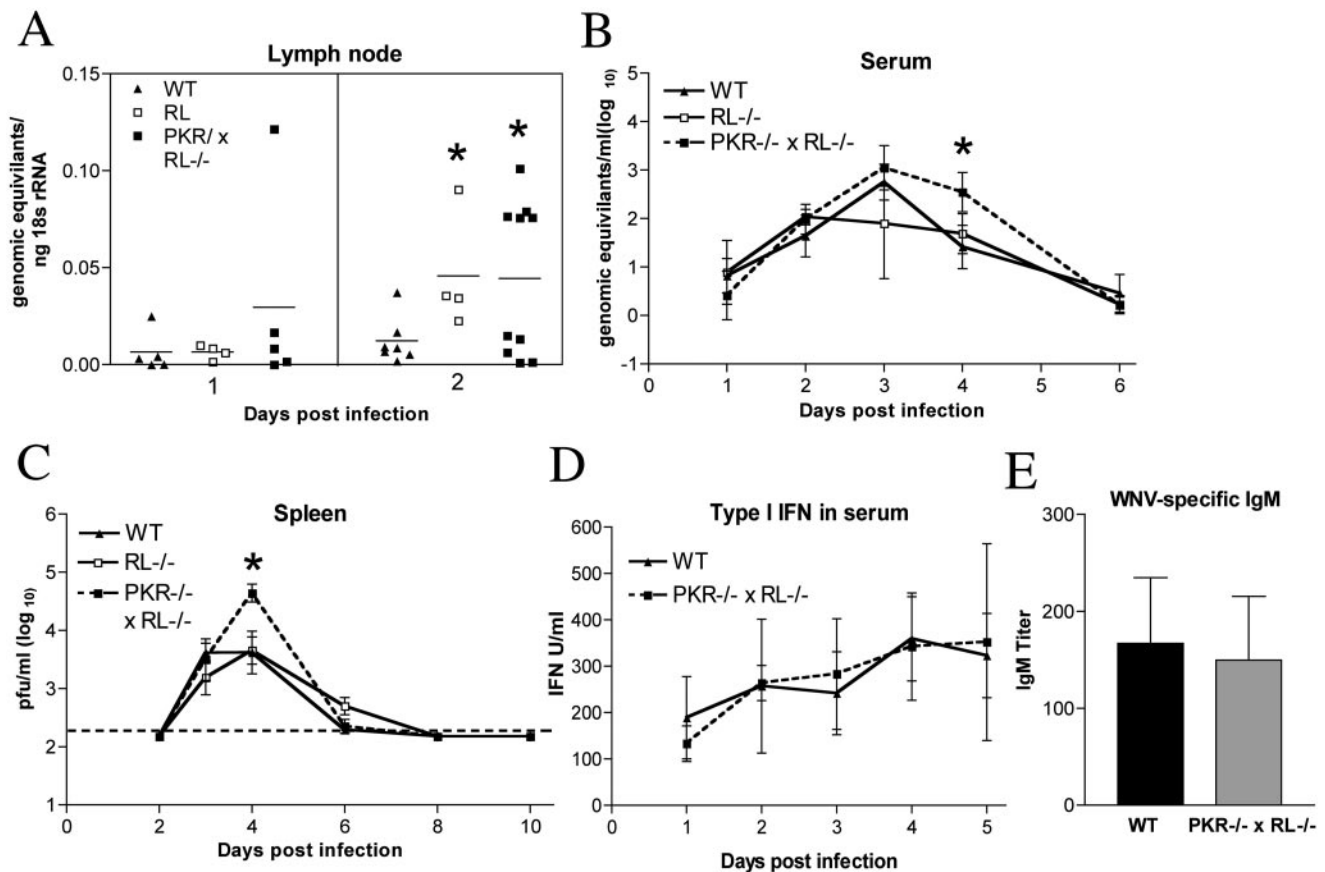 A
Lymph node
genomic equivilants/
ng 18s rRNA
0.15
0.10
0.05
0.00
WT
RL
PKR/ x
RL-/-
*
*
1
2
Days post infection
B
Serum
genomic equivilants/ml(log 10)
5
4
3
2
1
0
-1
WT
RL-/-
PKR-/- x RL-/-
*
0
1
2
3
4
5
6
Days post infection
C
Spleen
pfu/ml (log 10)
6
5
4
3
2
1
WT
RL-/-
PKR-/-
x RL-/-
*
0
2
4
6
8
10
Days post infection
D
Type I IFN in serum
IFN U/ml
600
500
400
300
200
100
0
WT
PKR-/- x RL-/-
0
1
2
3
4
5
Days post infection
E
WNV-specific IgM
IgM Titer
300
200
100
0
WT
PKR-/- x RL-/-